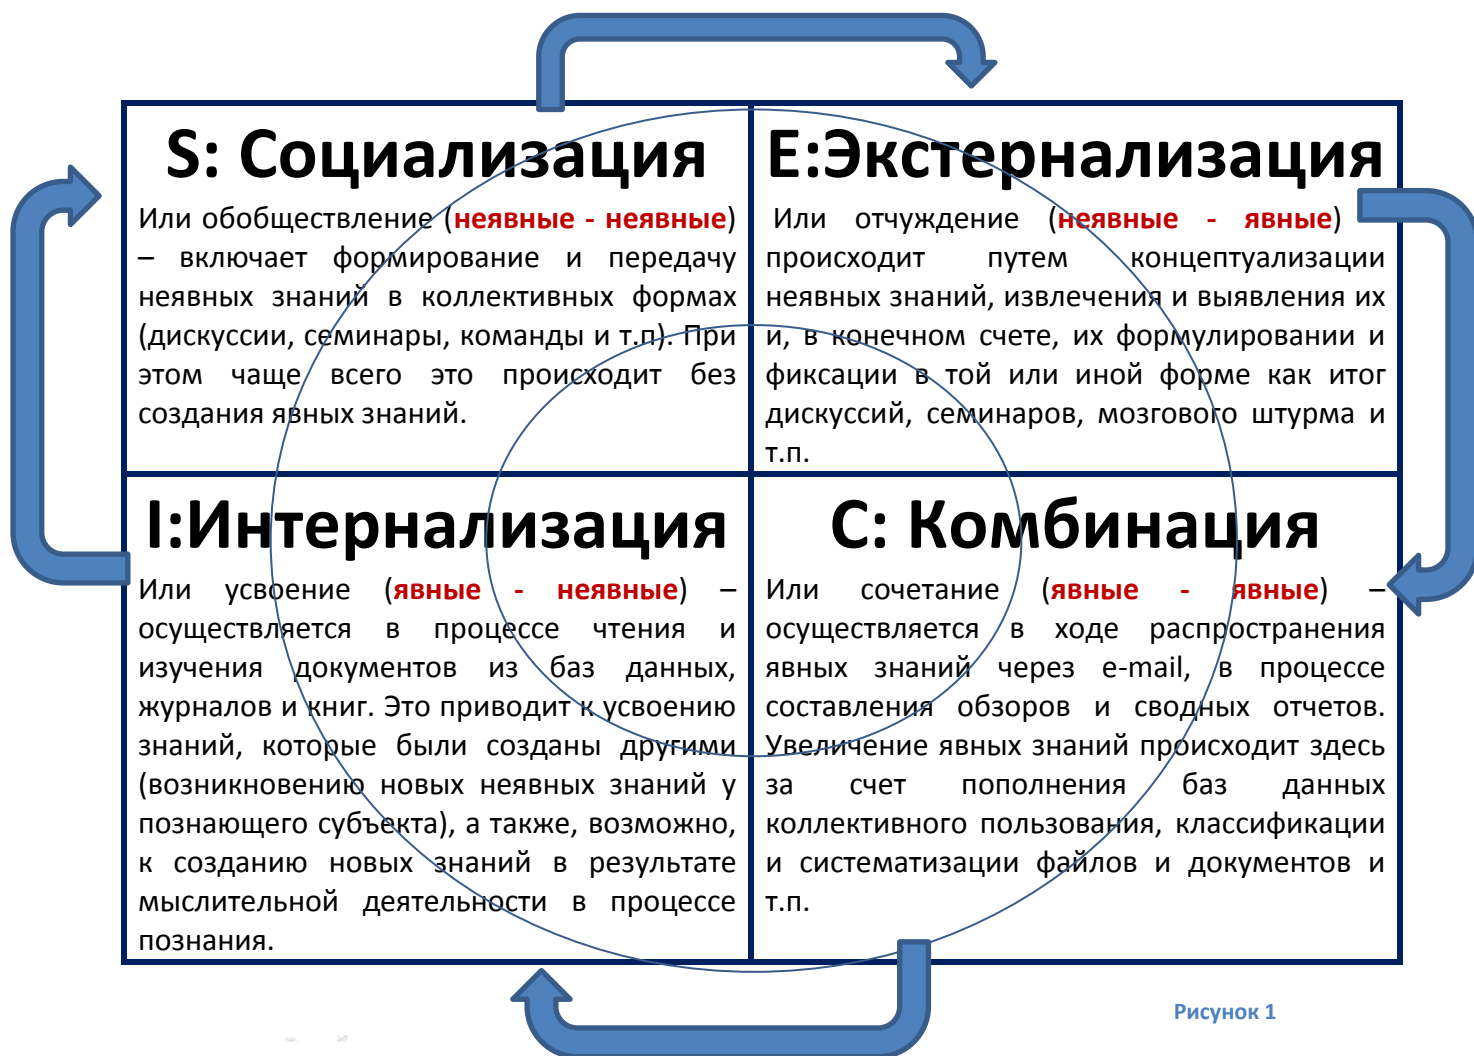 S: Социализация
Или обобществление (неявные - неявные)
– включает формирование и передачу
неявных знаний в коллективных формах
(дискуссии, семинары, команды и т.п). При
этом чаще всего это происходит без
создания явных знаний.
E:Экстернализация
Или отчуждение (неявные - явные)
происходит путем концептуализации
неявных знаний, извлечения и выявления их
и, в конечном счете, их формулировании и
фиксации в той или иной форме как итог
дискуссий, семинаров, мозгового штурма и
т.п.
I:Интернализация
Или усвоение (явные - неявные) –
осуществляется в процессе чтения и
изучения документов из баз данных,
журналов и книг. Это приводит к усвоению
знаний, которые были созданы другими
(возникновению новых неявных знаний у
познающего субъекта), а также, возможно,
к созданию новых знаний в результате
мыслительной деятельности в процессе
познания.
C: Комбинация
Или сочетание (явные - явные) –
осуществляется в ходе распространения
явных знаний через e-mail, в процессе
составления обзоров и сводных отчетов.
Увеличение явных знаний происходит здесь
за счет пополнения баз данных
коллективного пользования, классификации
и систематизации файлов и документов и
т.п.
Рисунок 1